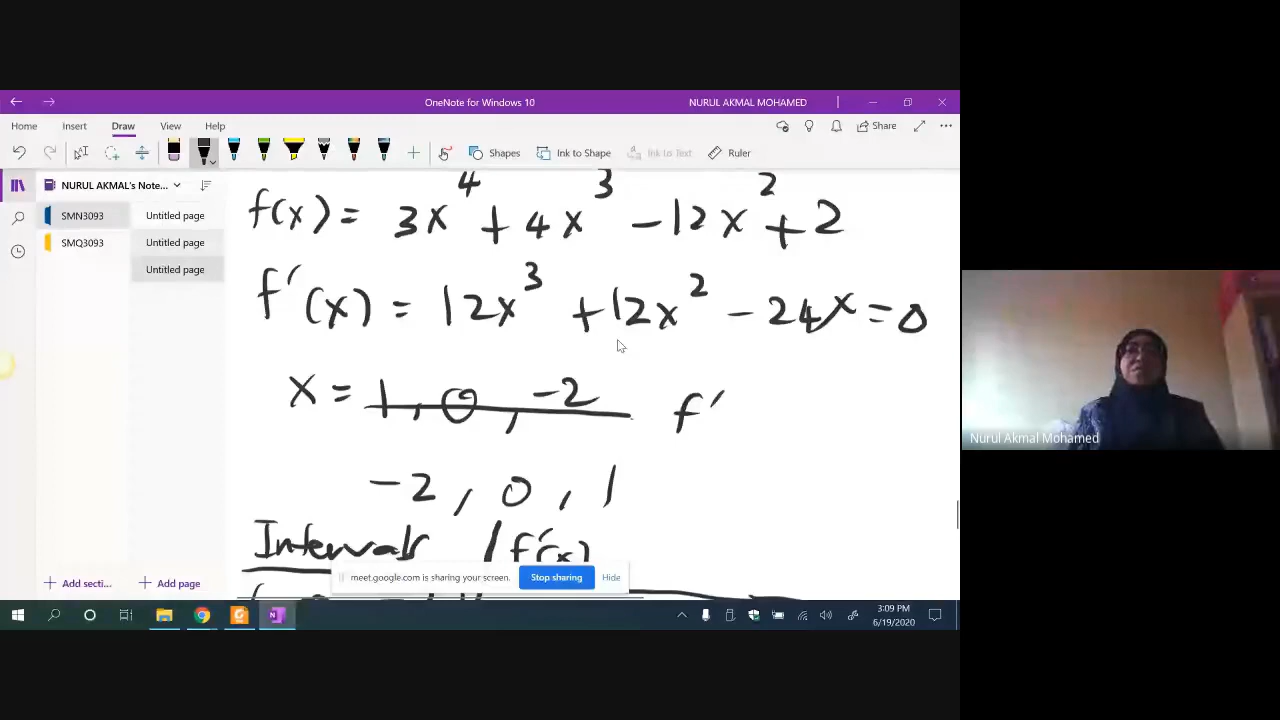 OneNote for Windows 10
NURUL AKMAL MOHAMED
Home Insert Draw View Help
Share
Shapes Ink to Shape Ink to Text Ruler
NURUL AKMAL's Note...
SMN3093
SMQ3093
Untitled page
Untitled page
Untitled page
f(x) = 3x⁴ + 4x³ - 12x² + 2
f'(x) = 12x³ + 12x² - 24x = 0
x = 1, 0, -2 f'
-2, 0, 1
Intervals | f'(x)
Add secti...
Add page
meet.google.com is sharing your screen. Stop sharing Hide
3:09 PM
6/19/2020
Nurul Akmal Mohamed